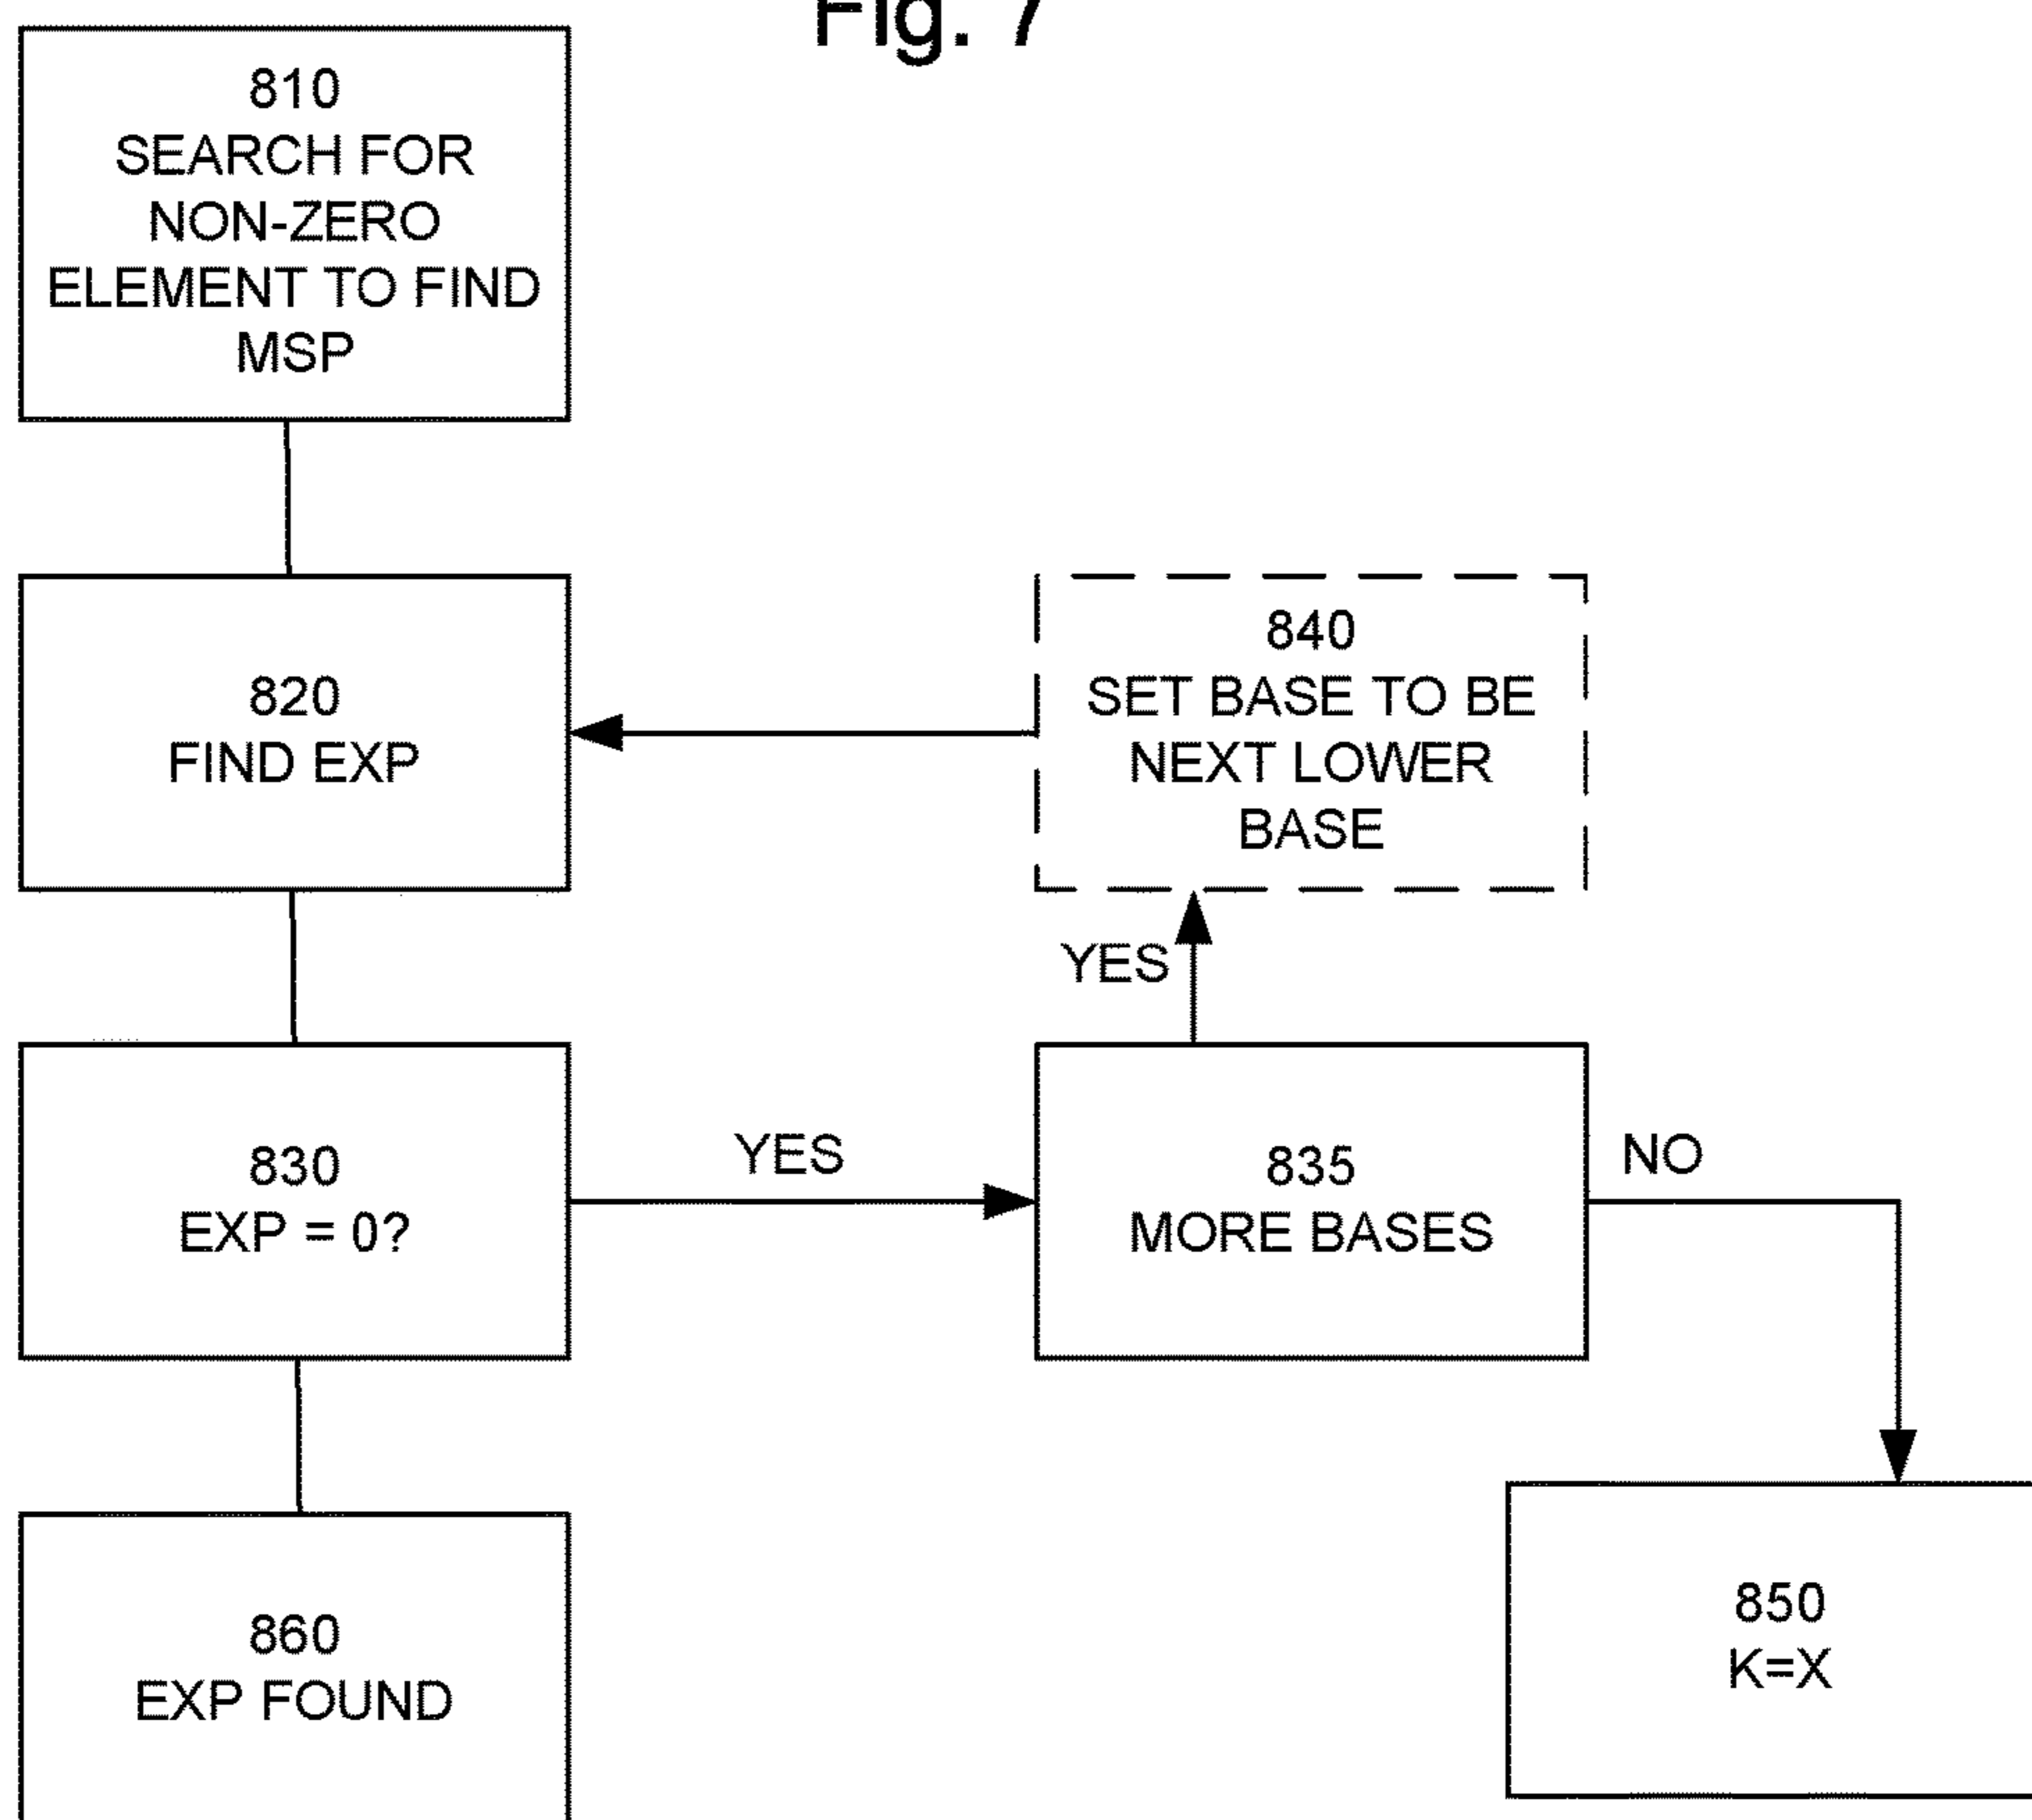 Fig. 7
810
SEARCH FOR
NON-ZERO
ELEMENT TO FIND
MSP
820
FIND EXP
840
SET BASE TO BE
NEXT LOWER
BASE
YES
830
EXP = 0?
YES
835
MORE BASES
NO
850
K=X
860
EXP FOUND